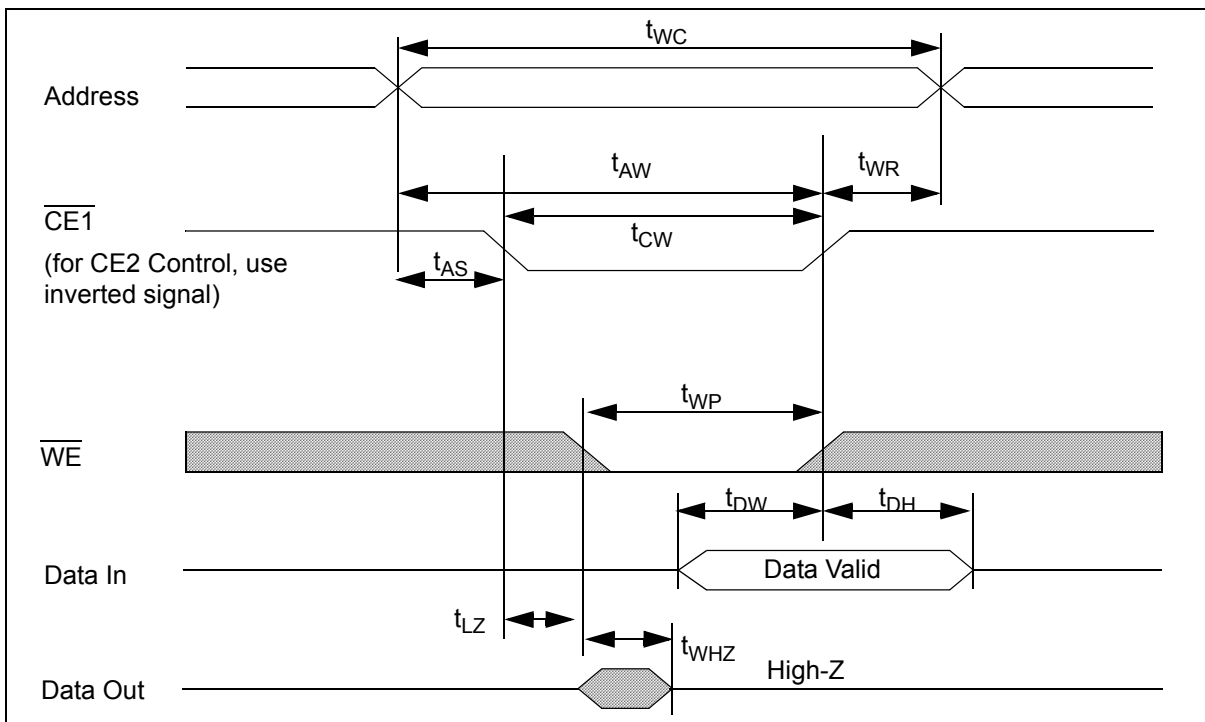 tWC
Address
tAW
tWR
CE1
tCW
(for CE2 Control, use
inverted signal)
tAS
tWP
WE
tDW
tDH
Data In
Data Valid
tLZ
tWHZ
High-Z
Data Out